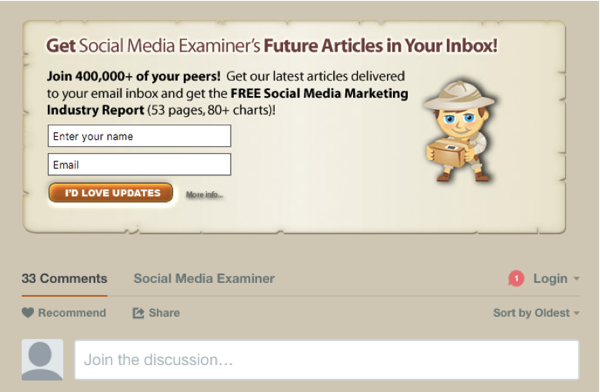 Get Social Media Examiner's Future Articles in Your Inbox!
Join 400,000+ of your peers! Get our latest articles delivered
to your email inbox and get the FREE Social Media Marketing
Industry Report (53 pages, 80+ charts)!
Enter your name
Email
I'D LOVE UPDATES More info...
33 Comments Social Media Examiner 1 Login
Recommend Share Sort by Oldest
Join the discussion...